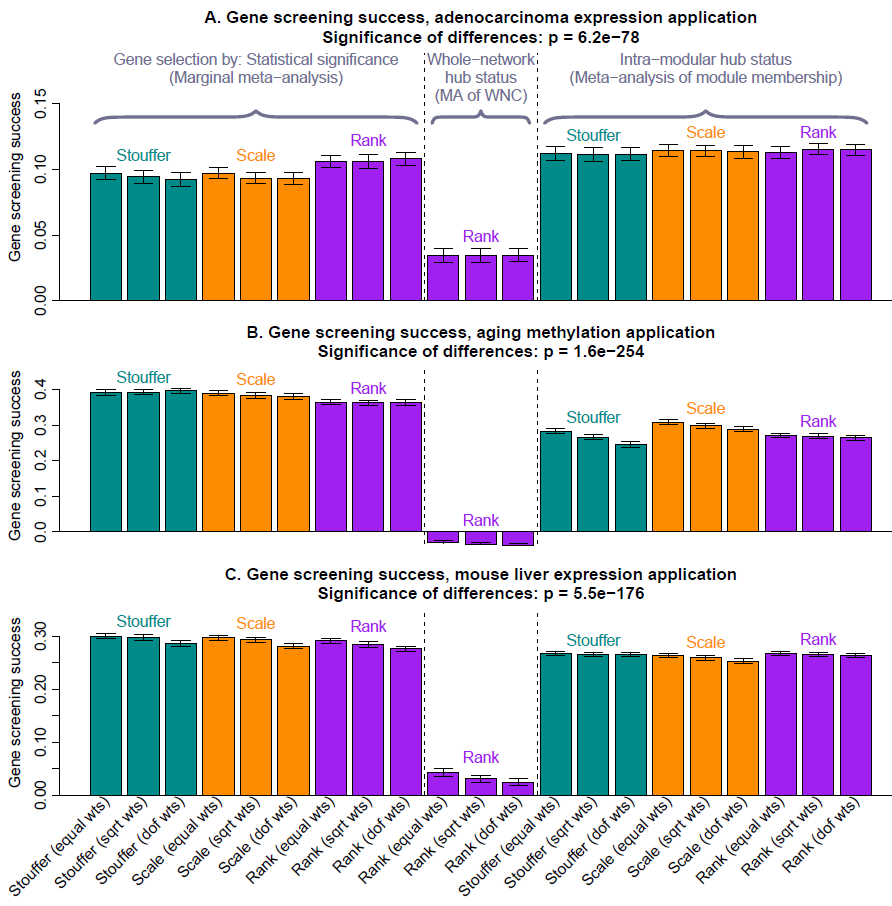 A. Gene screening success, adenocarcinoma expression application
Significance of differences: p = 6.2e−78
Gene selection by: Statistical significance
(Marginal meta−analysis)
Whole−network
hub status
(MA of WNC)
Intra−modular hub status
(Meta−analysis of module membership)
Gene screening success
0.15
0.10
0.05
0.00
Stouffer
Scale
Rank
Rank
Stouffer
Scale
Rank
B. Gene screening success, aging methylation application
Significance of differences: p = 1.6e−254
Gene screening success
0.4
0.3
0.2
0.1
0.0
Stouffer
Scale
Rank
Rank
Stouffer
Scale
Rank
C. Gene screening success, mouse liver expression application
Significance of differences: p = 5.5e−176
Gene screening success
0.30
0.20
0.10
0.00
Stouffer
Scale
Rank
Rank
Stouffer
Scale
Rank
Stouffer (equal wts)
Stouffer (sqrt wts)
Stouffer (dof wts)
Scale (equal wts)
Scale (sqrt wts)
Scale (dof wts)
Rank (equal wts)
Rank (sqrt wts)
Rank (dof wts)
Rank (equal wts)
Rank (sqrt wts)
Rank (dof wts)
Stouffer (equal wts)
Stouffer (sqrt wts)
Stouffer (dof wts)
Scale (equal wts)
Scale (sqrt wts)
Scale (dof wts)
Rank (equal wts)
Rank (sqrt wts)
Rank (dof wts)